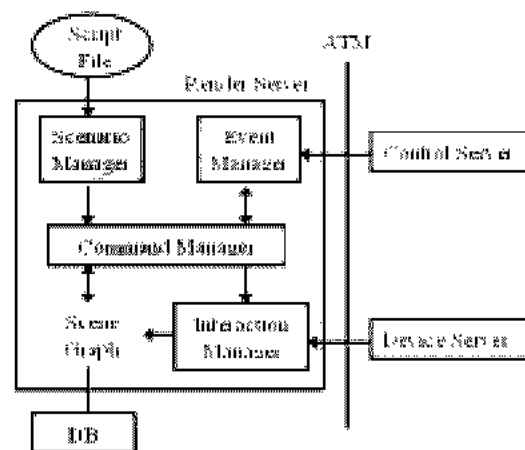 Script
File
ATM
Render Server
Scenario
Manager
Event
Manager
Control Server
Command Manager
Scene
Graph
Interaction
Manager
Device Server
DB